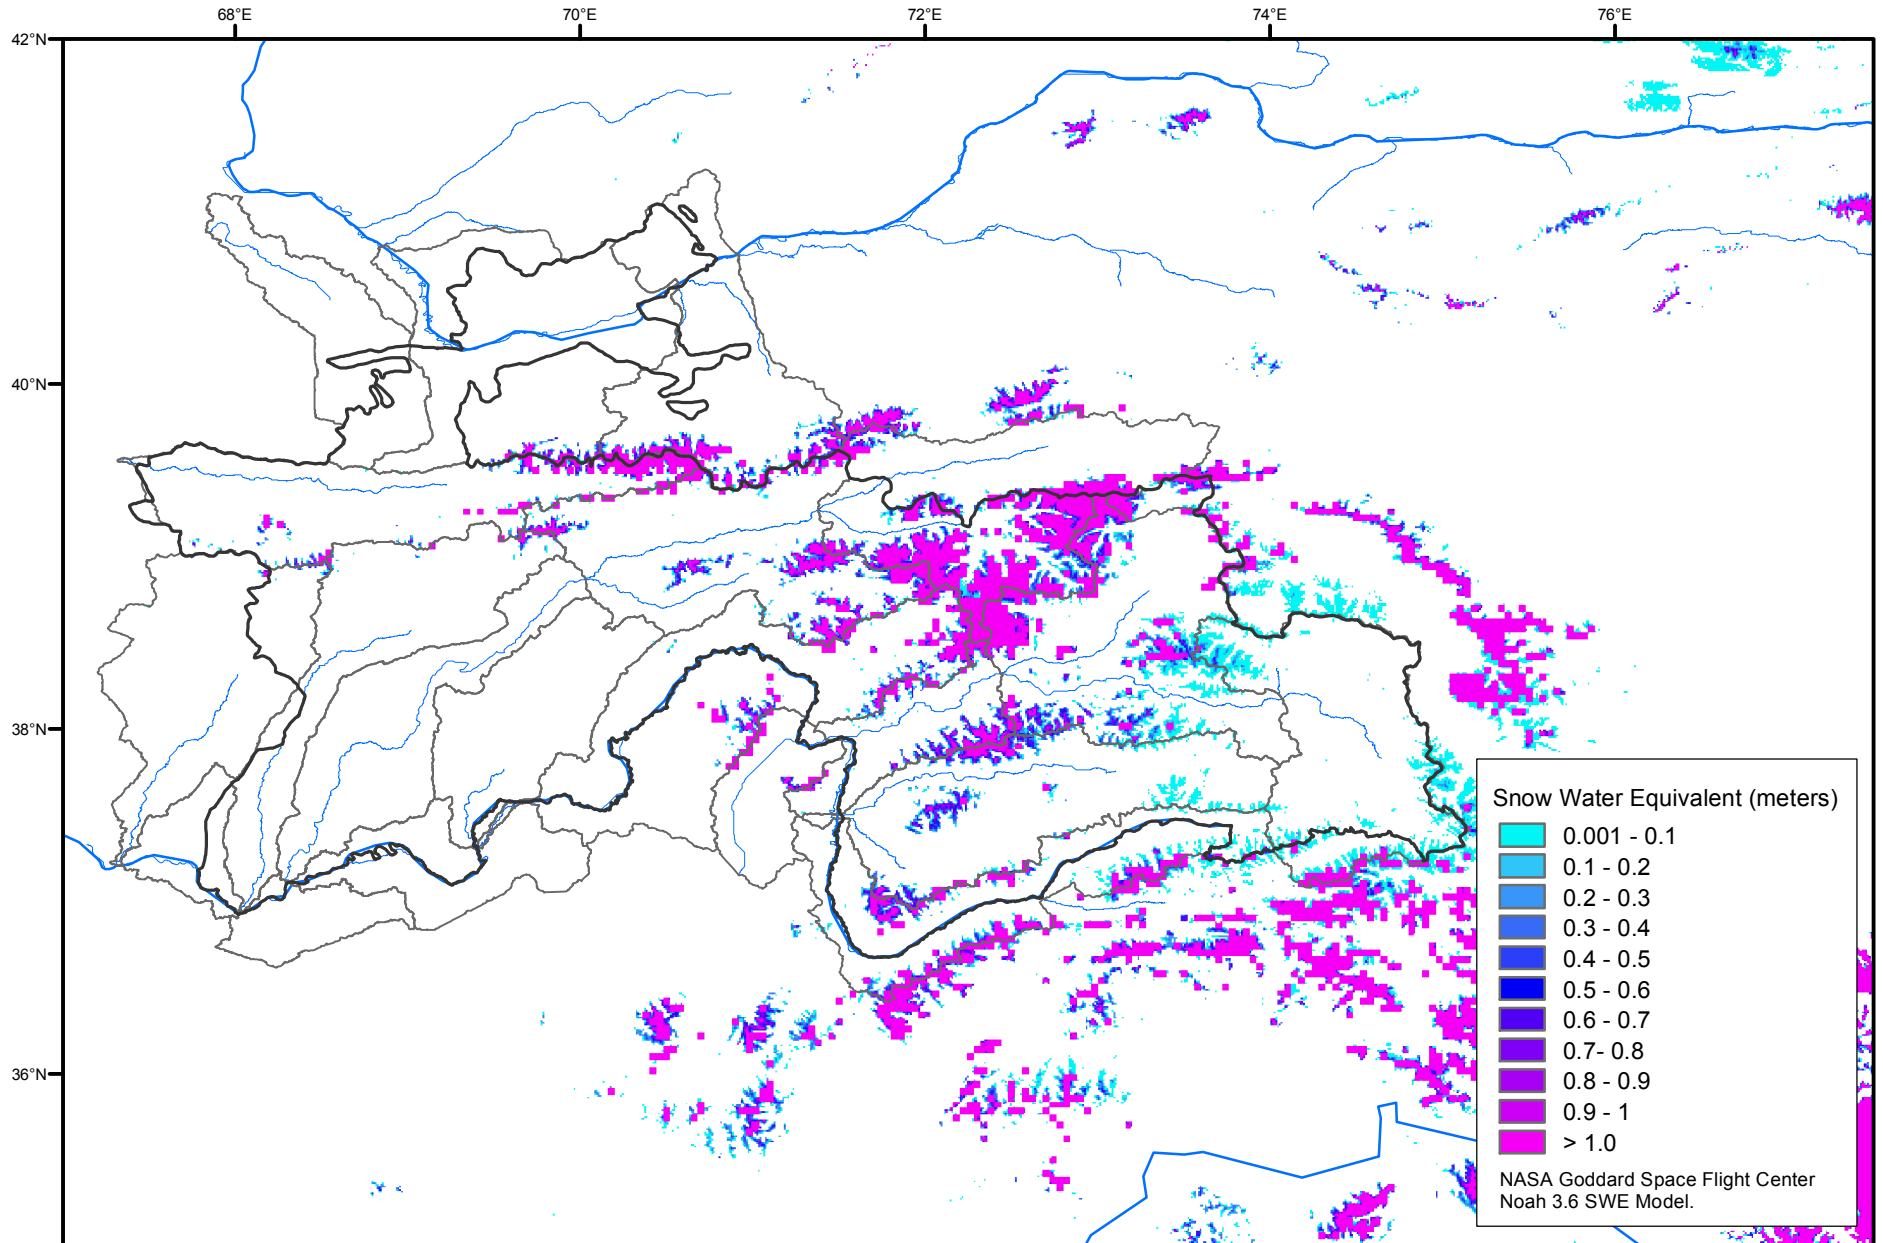 68°E 70°E 72°E 74°E 76°E
42°N
40°N
38°N
36°N
Snow Water Equivalent (meters)
0.001 - 0.1
0.1 - 0.2
0.2 - 0.3
0.3 - 0.4
0.4 - 0.5
0.5 - 0.6
0.6 - 0.7
0.7- 0.8
0.8 - 0.9
0.9 - 1
> 1.0
NASA Goddard Space Flight Center
Noah 3.6 SWE Model.